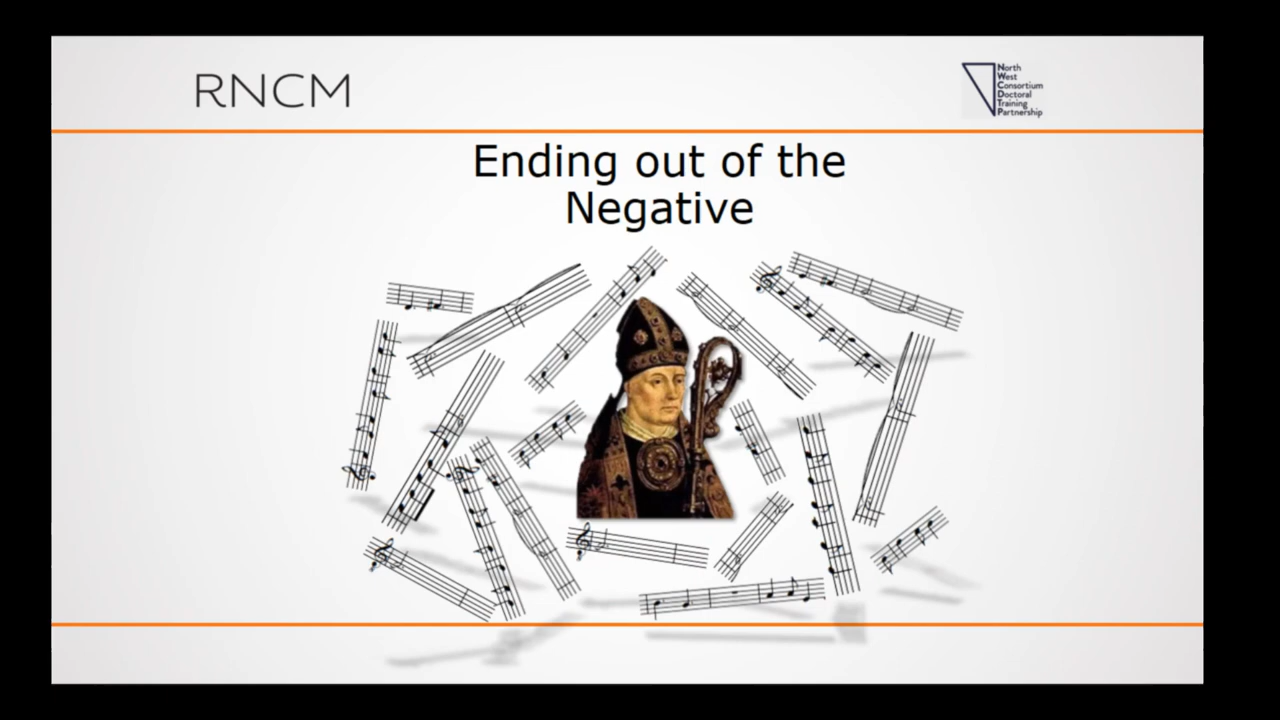 RNCM
North
West
Consortium
Doctoral
Training
Partnership
Ending out of the
Negative